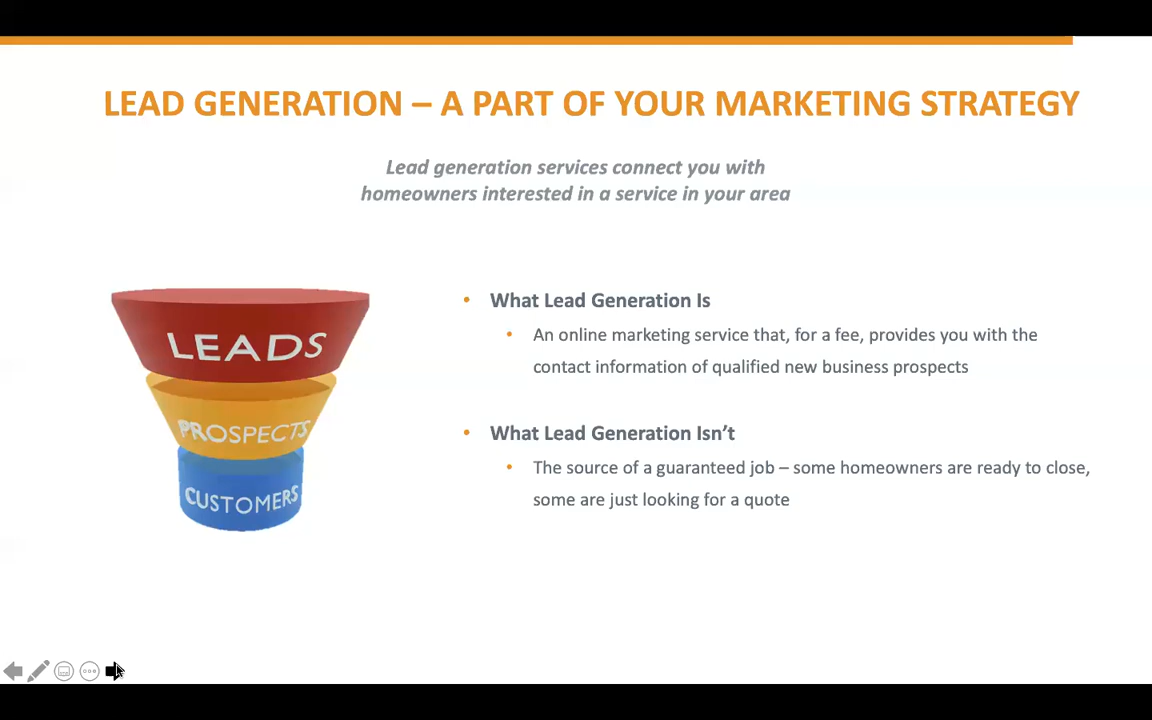 LEAD GENERATION – A PART OF YOUR MARKETING STRATEGY
Lead generation services connect you with
homeowners interested in a service in your area
LEADS
PROSPECTS
CUSTOMERS
• What Lead Generation Is
• An online marketing service that, for a fee, provides you with the
contact information of qualified new business prospects
• What Lead Generation Isn’t
• The source of a guaranteed job – some homeowners are ready to close,
some are just looking for a quote